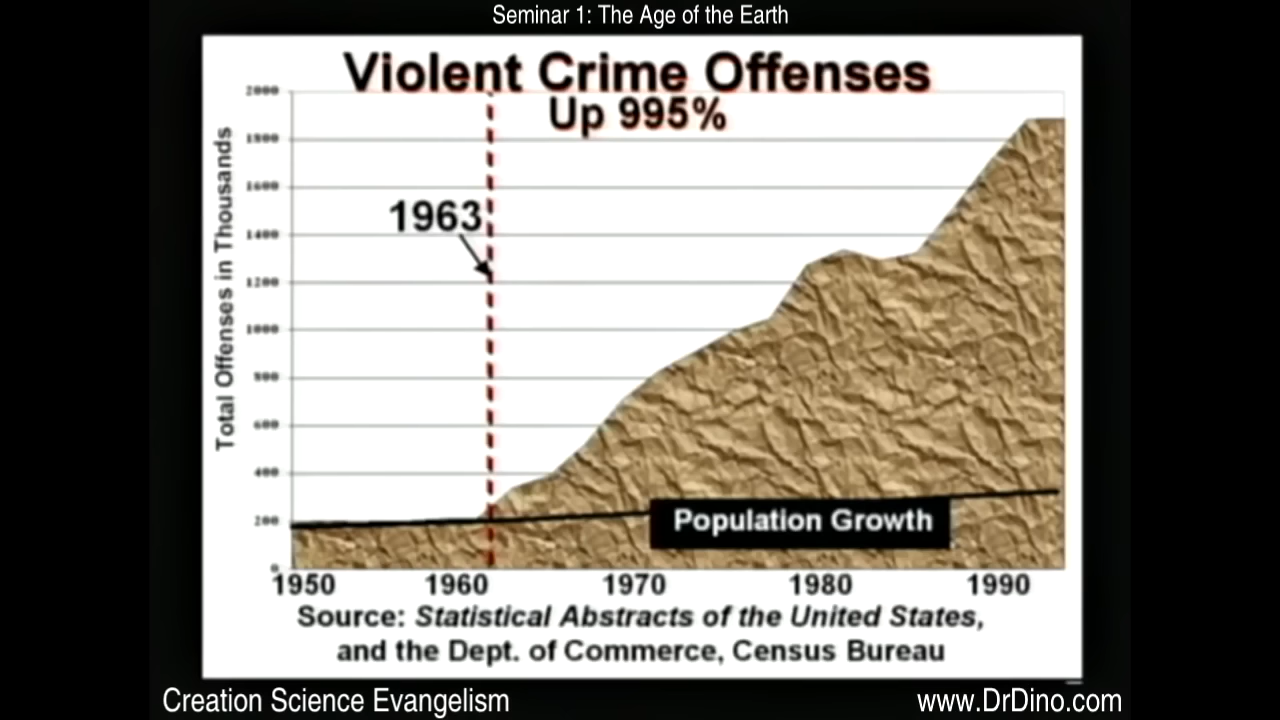 Seminar 1: The Age of the Earth
Violent Crime Offenses
Up 995%
2000
1800
1600
1400
1200
1000
800
600
400
200
0
Total Offenses in Thousands
1963
Population Growth
1950 1960 1970 1980 1990
Source: Statistical Abstracts of the United States,
and the Dept. of Commerce, Census Bureau
Creation Science Evangelism
www.DrDino.com